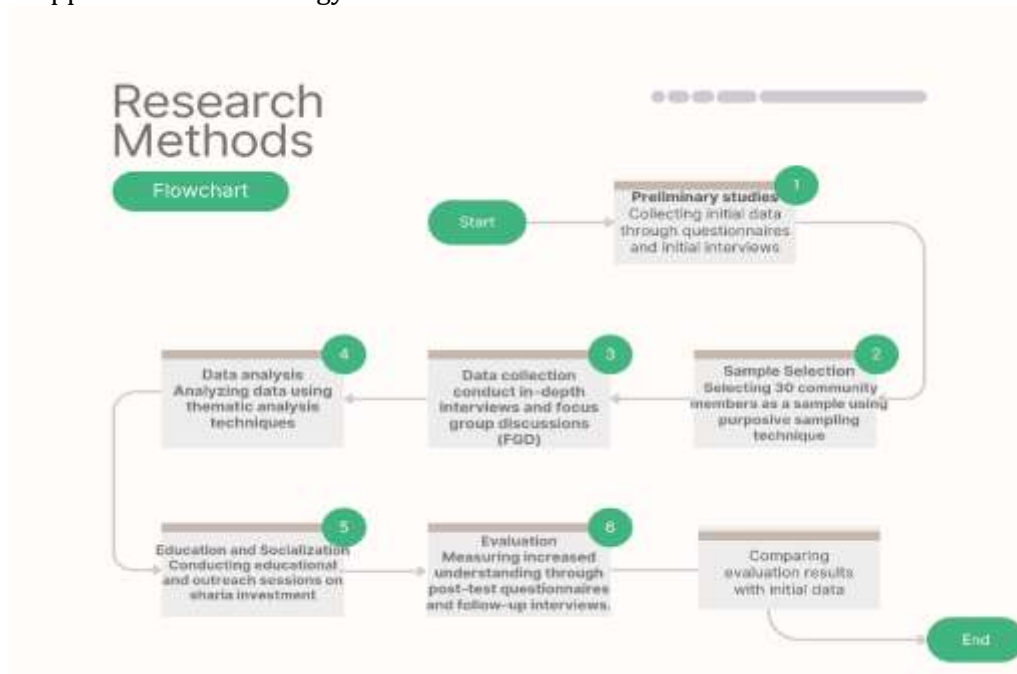 Research
Methods
Flowchart
Start
1
Preliminary studies
Collecting initial data
through questionnaires
and initial interviews
2
Sample Selection
Selecting 30 community
members as a sample using
purposive sampling
technique
3
Data collection
conduct in-depth
interviews and focus
group discussions
(FGD)
4
Data analysis
Analyzing data using
thematic analysis
techniques
5
Education and Socialization
Conducting educational
and outreach sessions on
sharia investment
6
Evaluation
Measuring increased
understanding through
post-test questionnaires
and follow-up interviews.
Comparing
evaluation results
with initial data
End